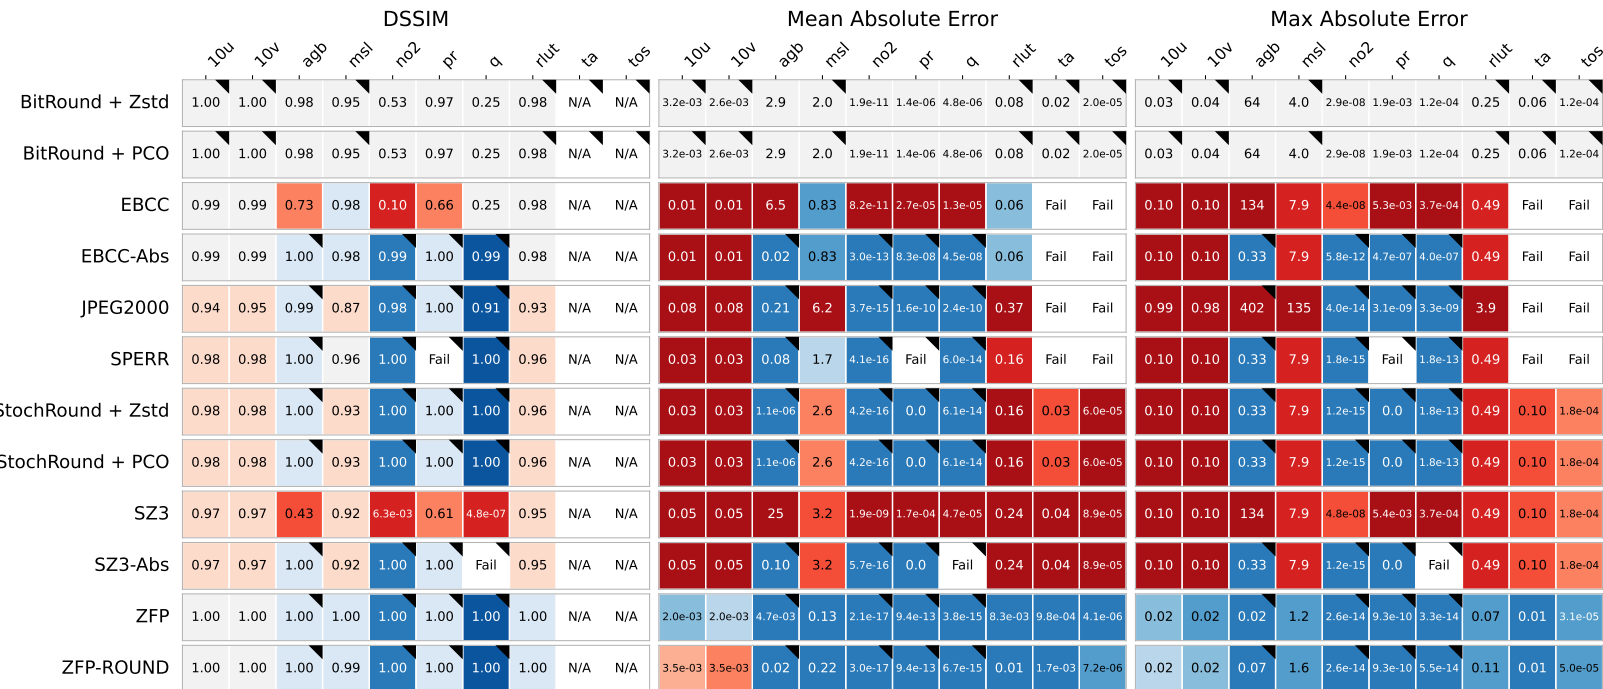 DSSIM Mean Absolute Error Max Absolute Error
10u 10v agb msl no2 pr q rlut ta tos 10u 10v agb msl no2 pr q rlut ta tos 10u 10v agb msl no2 pr q rlut ta tos
BitRound + Zstd 1.00 1.00 0.98 0.95 0.53 0.97 0.25 0.98 N/A N/A 3.2e-03 2.6e-03 2.9 2.0 1.9e-11 1.4e-06 4.8e-06 0.08 0.02 2.0e-05 0.03 0.04 64 4.0 2.9e-08 1.9e-03 1.2e-04 0.25 0.06 1.2e-04
BitRound + PCO 1.00 1.00 0.98 0.95 0.53 0.97 0.25 0.98 N/A N/A 3.2e-03 2.6e-03 2.9 2.0 1.9e-11 1.4e-06 4.8e-06 0.08 0.02 2.0e-05 0.03 0.04 64 4.0 2.9e-08 1.9e-03 1.2e-04 0.25 0.06 1.2e-04
EBCC 0.99 0.99 0.73 0.98 0.10 0.66 0.25 0.98 N/A N/A 0.01 0.01 6.5 0.83 8.2e-11 2.7e-05 1.3e-05 0.06 Fail Fail 0.10 0.10 134 7.9 4.4e-08 5.3e-03 3.7e-04 0.49 Fail Fail
EBCC-Abs 0.99 0.99 1.00 0.98 0.99 1.00 0.99 0.98 N/A N/A 0.01 0.01 0.02 0.83 3.0e-13 8.3e-08 4.5e-08 0.06 Fail Fail 0.10 0.10 0.33 7.9 5.8e-12 4.7e-07 4.0e-07 0.49 Fail Fail
JPEG2000 0.94 0.95 0.99 0.87 0.98 1.00 0.91 0.93 N/A N/A 0.08 0.08 0.21 6.2 3.7e-15 1.6e-10 2.4e-10 0.37 Fail Fail 0.99 0.98 402 135 4.0e-14 3.1e-09 3.3e-09 3.9 Fail Fail
SPERR 0.98 0.98 1.00 0.96 1.00 Fail 1.00 0.96 N/A N/A 0.03 0.03 0.08 1.7 4.1e-16 Fail 6.0e-14 0.16 Fail Fail 0.10 0.10 0.33 7.9 1.8e-15 Fail 1.8e-13 0.49 Fail Fail
StochRound + Zstd 0.98 0.98 1.00 0.93 1.00 1.00 1.00 0.96 N/A N/A 0.03 0.03 1.1e-06 2.6 4.2e-16 0.0 6.1e-14 0.16 0.03 6.0e-05 0.10 0.10 0.33 7.9 1.2e-15 0.0 1.8e-13 0.49 0.10 1.8e-04
StochRound + PCO 0.98 0.98 1.00 0.93 1.00 1.00 1.00 0.96 N/A N/A 0.03 0.03 1.1e-06 2.6 4.2e-16 0.0 6.1e-14 0.16 0.03 6.0e-05 0.10 0.10 0.33 7.9 1.2e-15 0.0 1.8e-13 0.49 0.10 1.8e-04
SZ3 0.97 0.97 0.43 0.92 6.3e-03 0.61 4.8e-07 0.95 N/A N/A 0.05 0.05 25 3.2 1.9e-09 1.7e-04 4.7e-05 0.24 0.04 8.9e-05 0.10 0.10 134 7.9 4.8e-08 5.4e-03 3.7e-04 0.49 0.10 1.8e-04
SZ3-Abs 0.97 0.97 1.00 0.92 1.00 1.00 Fail 0.95 N/A N/A 0.05 0.05 0.10 3.2 5.7e-16 0.0 Fail 0.24 0.04 8.9e-05 0.10 0.10 0.33 7.9 1.2e-15 0.0 Fail 0.49 0.10 1.8e-04
ZFP 1.00 1.00 1.00 1.00 1.00 1.00 1.00 1.00 N/A N/A 2.0e-03 2.0e-03 4.7e-03 0.13 2.1e-17 9.4e-13 3.8e-15 8.3e-03 9.8e-04 4.1e-06 0.02 0.02 0.02 1.2 2.6e-14 9.3e-10 3.3e-14 0.07 0.01 3.1e-05
ZFP-ROUND 1.00 1.00 1.00 0.99 1.00 1.00 1.00 1.00 N/A N/A 3.5e-03 3.5e-03 0.02 0.22 3.0e-17 9.4e-13 6.7e-15 0.01 1.7e-03 7.2e-06 0.02 0.02 0.07 1.6 2.6e-14 9.3e-10 5.5e-14 0.11 0.01 5.0e-05